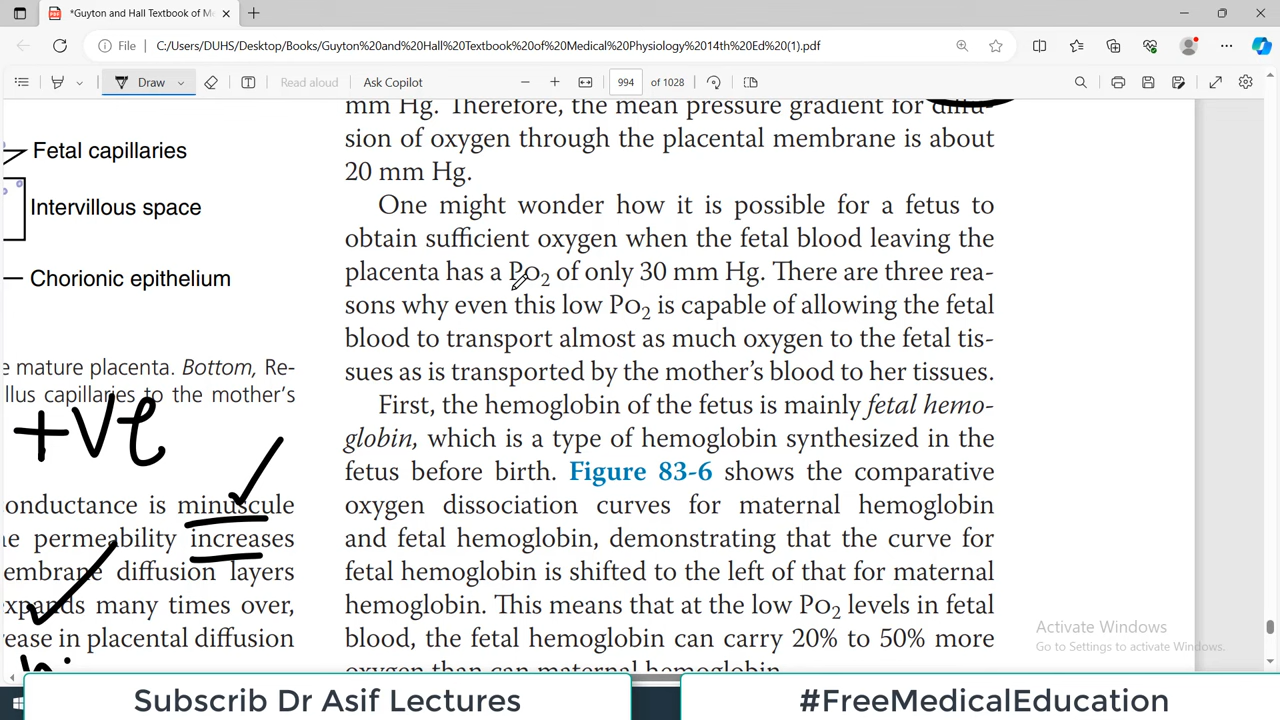 *Guyton and Hall Textbook of Me
File
C:/Users/DUHS/Desktop/Books/Guyton%20and%20Hall%20Textbook%20of%20Medical%20Physiology%2014th%20Ed%20(1).pdf
Draw
Read aloud
Ask Copilot
994
of 1028
Fetal capillaries
Intervillous space
Chorionic epithelium
e mature placenta. Bottom, Re-
llus capillaries to the mother's
+Ve
onductance is minuscule
he permeability increases
embrane diffusion layers
expands many times over,
rease in placental diffusion
mm Hg. Therefore, the mean pressure gradient for diffu-
sion of oxygen through the placental membrane is about
20 mm Hg.
One might wonder how it is possible for a fetus to
obtain sufficient oxygen when the fetal blood leaving the
placenta has a PO2 of only 30 mm Hg. There are three rea-
sons why even this low PO2 is capable of allowing the fetal
blood to transport almost as much oxygen to the fetal tis-
sues as is transported by the mother's blood to her tissues.
First, the hemoglobin of the fetus is mainly fetal hemo-
globin, which is a type of hemoglobin synthesized in the
fetus before birth. Figure 83-6 shows the comparative
oxygen dissociation curves for maternal hemoglobin
and fetal hemoglobin, demonstrating that the curve for
fetal hemoglobin is shifted to the left of that for maternal
hemoglobin. This means that at the low PO2 levels in fetal
blood, the fetal hemoglobin can carry 20% to 50% more
oxygen than can maternal hemoglobin.
Activate Windows
Go to Settings to activate Windows.
Subscrib Dr Asif Lectures
#FreeMedicalEducation